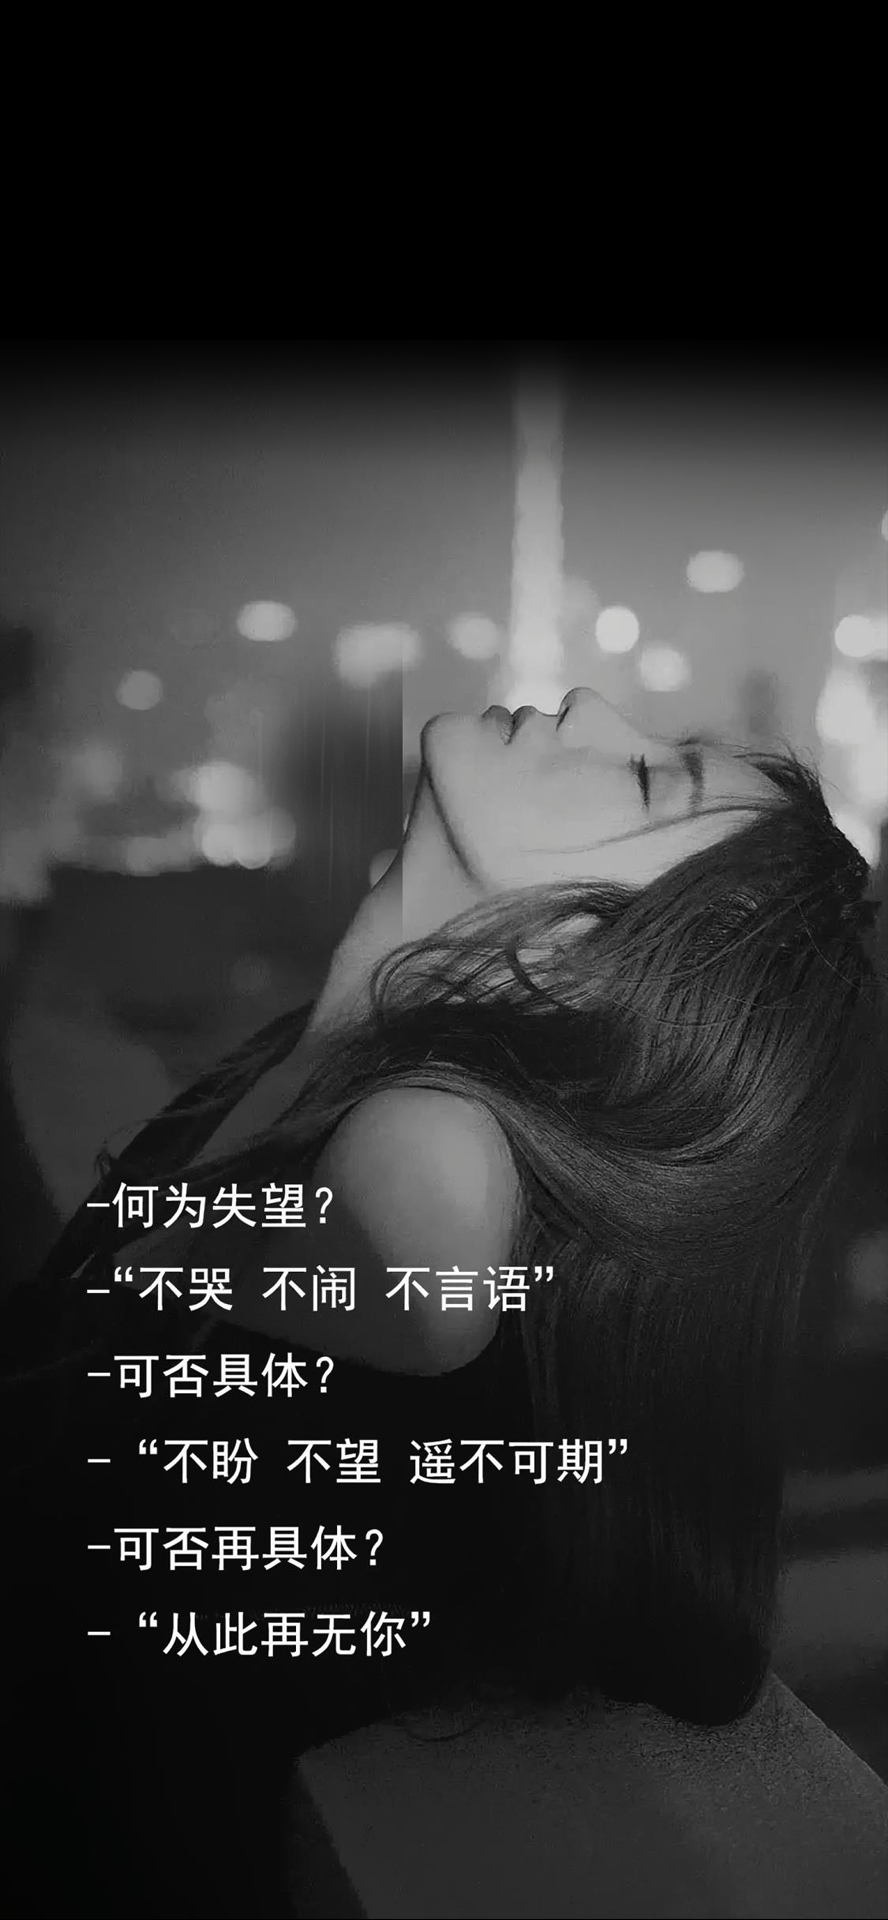 -何为失望？
-“不哭 不闹 不言语”
-可否具体？
- “不盼 不望 遥不可期”
-可否再具体？
- “从此再无你”